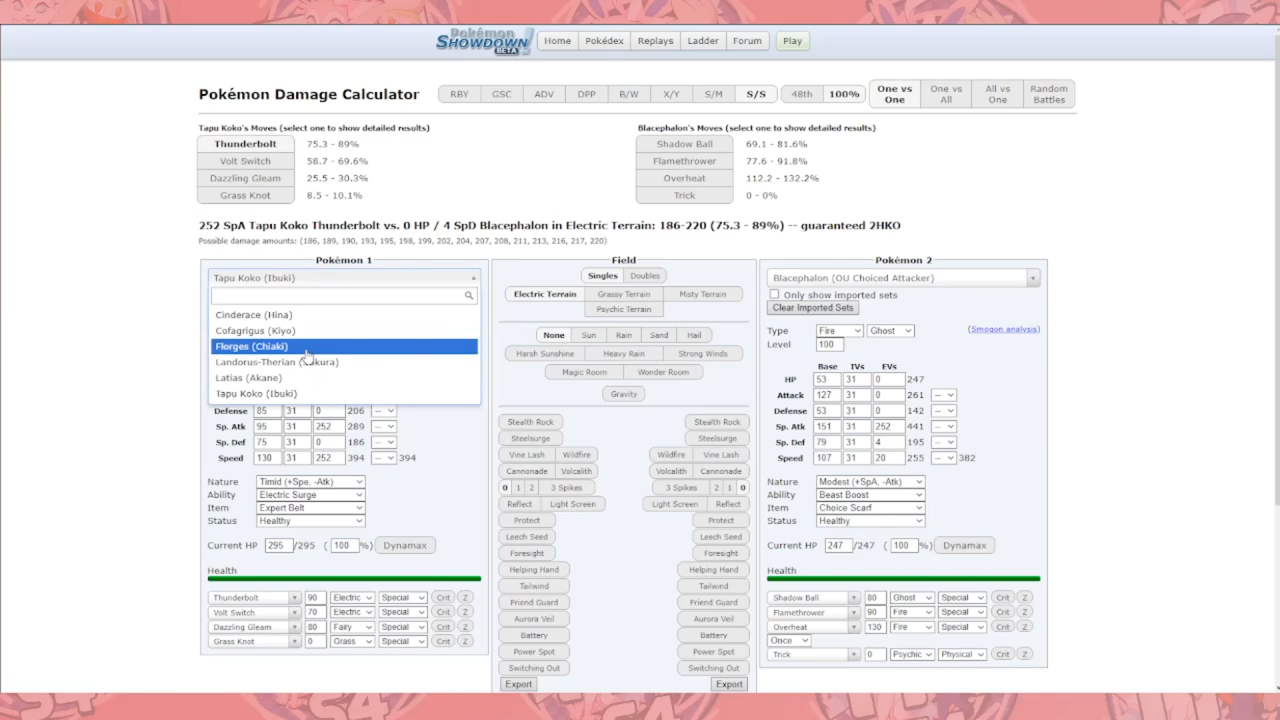 Pokémon
SHOWDOWN
BETA
Home Pokédex Replays Ladder Forum Play
Pokémon Damage Calculator RBY GSC ADV DPP B/W X/Y S/M S/S 48th 100% One vs One One vs All All vs One Random Battles
Tapu Koko's Moves (select one to show detailed results) Blacephalon's Moves (select one to show detailed results)
Thunderbolt 75.3 - 89% Shadow Ball 69.1 - 81.6%
Volt Switch 58.7 - 69.6% Flamethrower 77.6 - 91.8%
Dazzling Gleam 25.5 - 30.3% Overheat 112.2 - 132.2%
Grass Knot 8.5 - 10.1% Trick 0 - 0%
252 SpA Tapu Koko Thunderbolt vs. 0 HP / 4 SpD Blacephalon in Electric Terrain: 186-220 (75.3 - 89%) -- guaranteed 2HKO
Possible damage amounts: (186, 189, 190, 193, 195, 198, 199, 202, 204, 207, 208, 211, 213, 216, 217, 220)
Pokémon 1
Tapu Koko (Ibuki)
Cinderace (Hina)
Cofagrigus (Kiyo)
Florges (Chiaki)
Landorus-Therian ( kura)
Latias (Akane)
Tapu Koko (Ibuki)
Defense 85 31 0 206 --
Sp. Atk 95 31 252 289 --
Sp. Def 75 31 0 186 --
Speed 130 31 252 394 -- 394
Nature Timid (+Spe, -Atk)
Ability Electric Surge
Item Expert Belt
Status Healthy
Current HP 295 /295 ( 100 %) Dynamax
Health
Thunderbolt 90 Electric Special Crit Z
Volt Switch 70 Electric Special Crit Z
Dazzling Gleam 80 Fairy Special Crit Z
Grass Knot 0 Grass Special Crit Z
Field
Singles Doubles
Electric Terrain Grassy Terrain Misty Terrain
Psychic Terrain
None Sun Rain Sand Hail
Harsh Sunshine Heavy Rain Strong Winds
Magic Room Wonder Room
Gravity
Stealth Rock Stealth Rock
Steelsurge Steelsurge
Vine Lash Wildfire Wildfire Vine Lash
Cannonade Volcalith Volcalith Cannonade
0 1 2 3 Spikes 3 Spikes 2 1 0
Reflect Light Screen Light Screen Reflect
Protect Protect
Leech Seed Leech Seed
Foresight Foresight
Helping Hand Helping Hand
Tailwind Tailwind
Friend Guard Friend Guard
Aurora Veil Aurora Veil
Battery Battery
Power Spot Power Spot
Switching Out Switching Out
Export Export
Pokémon 2
Blacephalon (OU Choiced Attacker)
Only show imported sets
Clear Imported Sets
Type Fire Ghost (Smogon analysis)
Level 100
Base IVs EVs
HP 53 31 0 247
Attack 127 31 0 261 --
Defense 53 31 0 142 --
Sp. Atk 151 31 252 441 --
Sp. Def 79 31 4 195 --
Speed 107 31 20 255 -- 382
Nature Modest (+SpA, -Atk)
Ability Beast Boost
Item Choice Scarf
Status Healthy
Current HP 247 /247 ( 100 %) Dynamax
Health
Shadow Ball 80 Ghost Special Crit Z
Flamethrower 90 Fire Special Crit Z
Overheat 130 Fire Special Crit Z
Once
Trick 0 Psychic Physical Crit Z